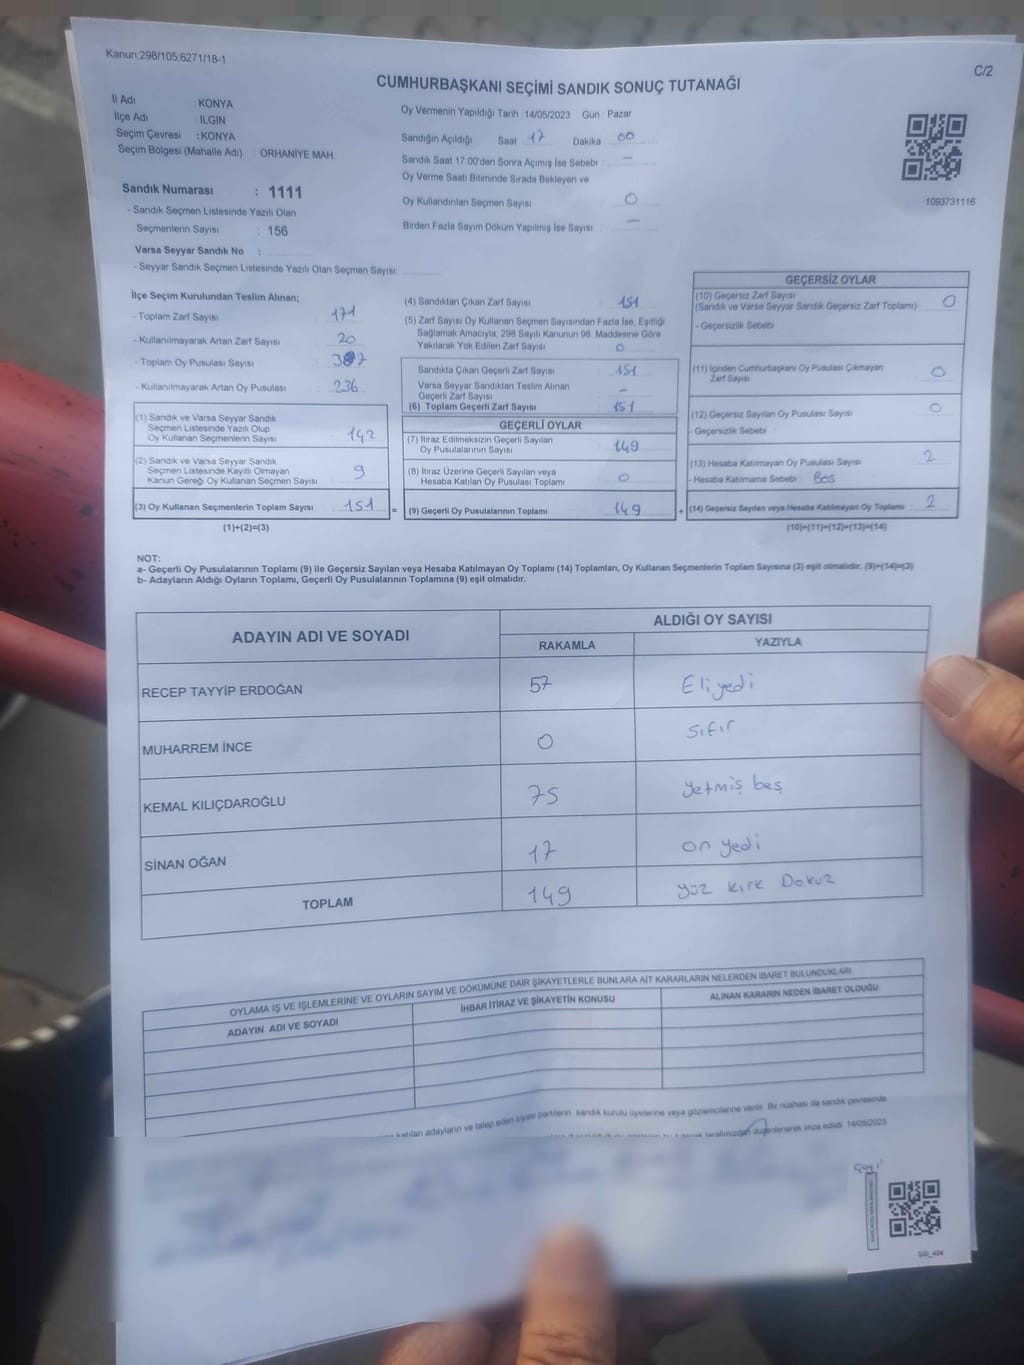 Kanun;298/105;6271/18-1
C/2
CUMHURBAŞKANI SEÇİMİ SANDIK SONUÇ TUTANAĞI
İl Adı : KONYA
İlçe Adı ILGIN
Seçim Çevresi : KONYA
Seçim Bölgesi (Mahalle Adı) : ORHANİYE MAH.
Sandık Numarası : 1111
- Sandık Seçmen Listesinde Yazılı Olan
Seçmenlerin Sayısı : 156
Varsa Seyyar Sandık No :
- Seyyar Sandık Seçmen Listesinde Yazılı Olan Seçmen Sayısı
Oy Vermenin Yapıldığı Tarih :14/05/2023 Gün : Pazar
Sandığın Açıldığı Saat 17 Dakika : 00
Sandık Saat 17:00'den Sonra Açımış İse Sebebi : –
Oy Verme Saati Bitiminde Sırada Bekleyen ve
Oy Kullandırılan Seçmen Sayısı : 0
Birden Fazla Sayım Döküm Yapılmış İse Sayısı : –
1093731116
İlçe Seçim Kurulundan Teslim Alınan;
- Toplam Zarf Sayısı : 171
- Kullanılmayarak Artan Zarf Sayısı : 20
- Toplam Oy Pusulası Sayısı : 387
- Kullanılmayarak Artan Oy Pusulası : 236
(1) Sandık ve Varsa Seyyar Sandık
Seçmen Listesinde Yazılı Olup
Oy Kullanan Seçmenlerin Sayısı : 142
(2) Sandık ve Varsa Seyyar Sandık
Seçmen Listesinde Kayıtlı Olmayan
Kanun Gereği Oy Kullanan Seçmen Sayısı : 9
(3) Oy Kullanan Seçmenlerin Toplam Sayısı : 151
(1)+(2)=(3)
(4) Sandıktan Çıkan Zarf Sayısı : 151
(5) Zarf Sayısı Oy Kullanan Seçmen Sayısından Fazla İse, Eşitliği
Sağlamak Amacıyla, 298 Sayılı Kanunun 98. Maddesine Göre
Yakılarak Yok Edilen Zarf Sayısı : 0
Sandıkta Çıkan Geçerli Zarf Sayısı : 151
Varsa Seyyar Sandıktan Teslim Alınan
Geçerli Zarf Sayısı : –
(6) Toplam Geçerli Zarf Sayısı : 151
GEÇERLİ OYLAR
(7) İtiraz Edilmeksizin Geçerli Sayılan
Oy Pusulalarının Sayısı : 149
(8) İtiraz Üzerine Geçerli Sayılan veya
Hesaba Katılan Oy Pusulası Toplamı : 0
= (9) Geçerli Oy Pusulalarının Toplamı : 149
GEÇERSİZ OYLAR
(10) Geçersiz Zarf Sayısı
(Sandık ve Varsa Seyyar Sandık Geçersiz Zarf Toplamı) : 0
- Geçersizlik Sebebi
(11) İçinden Cumhurbaşkanı Oy Pusulası Çıkmayan
Zarf Sayısı 0
(12) Geçersiz Sayılan Oy Pusulası Sayısı : 0
- Geçersizlik Sebebi :
(13) Hesaba Katılmayan Oy Pusulası Sayısı : 2
- Hesaba Katılmama Sebebi : Boş
+ (14) Geçersiz Sayılan veya Hesaba Katılmayan Oy Toplamı : 2
(10)+(11)+(12)+(13)=(14)
NOT:
a- Geçerli Oy Pusulalarının Toplamı (9) ile Geçersiz Sayılan veya Hesaba Katılmayan Oy Toplamı (14) Toplamları, Oy Kullanan Seçmenlerin Toplam Sayısına (3) eşit olmalıdır. (9)+(14)=(3)
b- Adayların Aldığı Oyların Toplamı, Geçerli Oy Pusulalarının Toplamına (9) eşit olmalıdır.
ADAYIN ADI VE SOYADI ALDIĞI OY SAYISI
RAKAMLA YAZIYLA
RECEP TAYYİP ERDOĞAN 57 Eliyedi
MUHARREM İNCE 0 sıfır
KEMAL KILIÇDAROĞLU 75 yetmiş beş
SİNAN OĞAN 17 on yedi
TOPLAM 149 yüz kırk Dokuz
OYLAMA İŞ VE İŞLEMLERİNE VE OYLARIN SAYIM VE DÖKÜMÜNE DAİR ŞİKAYETLERLE BUNLARA AİT KARARLARIN NELERDEN İBARET BULUNDUKLARI
ADAYIN ADI VE SOYADI İHBAR İTİRAZ VE ŞİKAYETİN KONUSU ALINAN KARARIN NEDEN İBARET OLDUĞU
katılan adayların ve talep eden siyasi partilerin sandık kurulu üyelerine veya gözlemcilerine verilir. Bir nüshası da sandık çevresinde
tarafımızdan düzenlenerek imza edildi. 14/05/2023